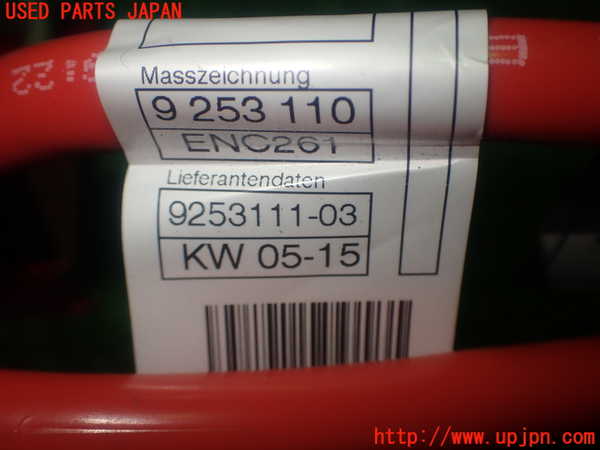 USED PARTS JAPAN
Masszeichnung
9 253 110
ENC261
Lieferantendaten
9253111-03
KW 05-15
http://www.upjpn.com/